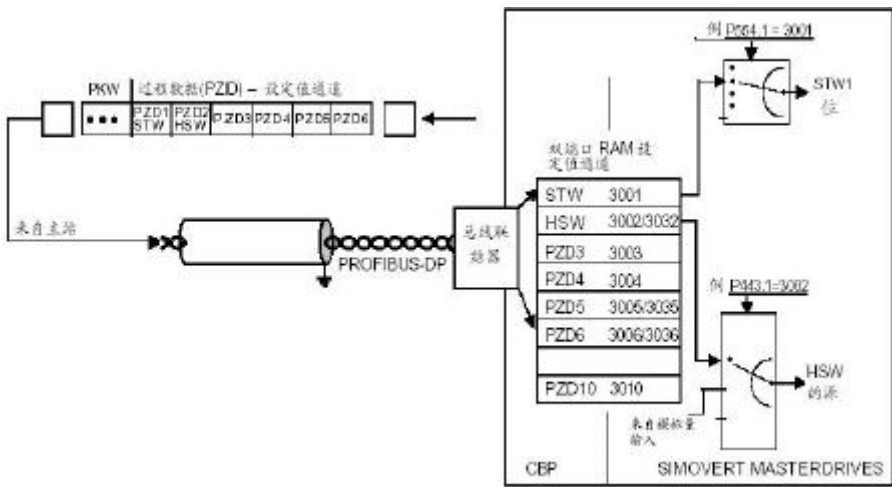 例 P554.1 = 3001
STW1
位
PKW 过程数据(PZD) - 设定值通道
••• PZD1 STW PZD2 HSW PZD3 PZD4 PZD5 PZD6
双端口 RAM 设
定值通道
STW 3001
HSW 3002/3032
PZD3 3003
PZD4 3004
PZD5 3005/3035
PZD6 3006/3036
PZD10 3010
来自主站
PROFIBUS-DP
总线联
结器
例 P443.1=3002
HSW
的源
来自模拟量
输入
CBP
SIMOVERT MASTERDRIVES